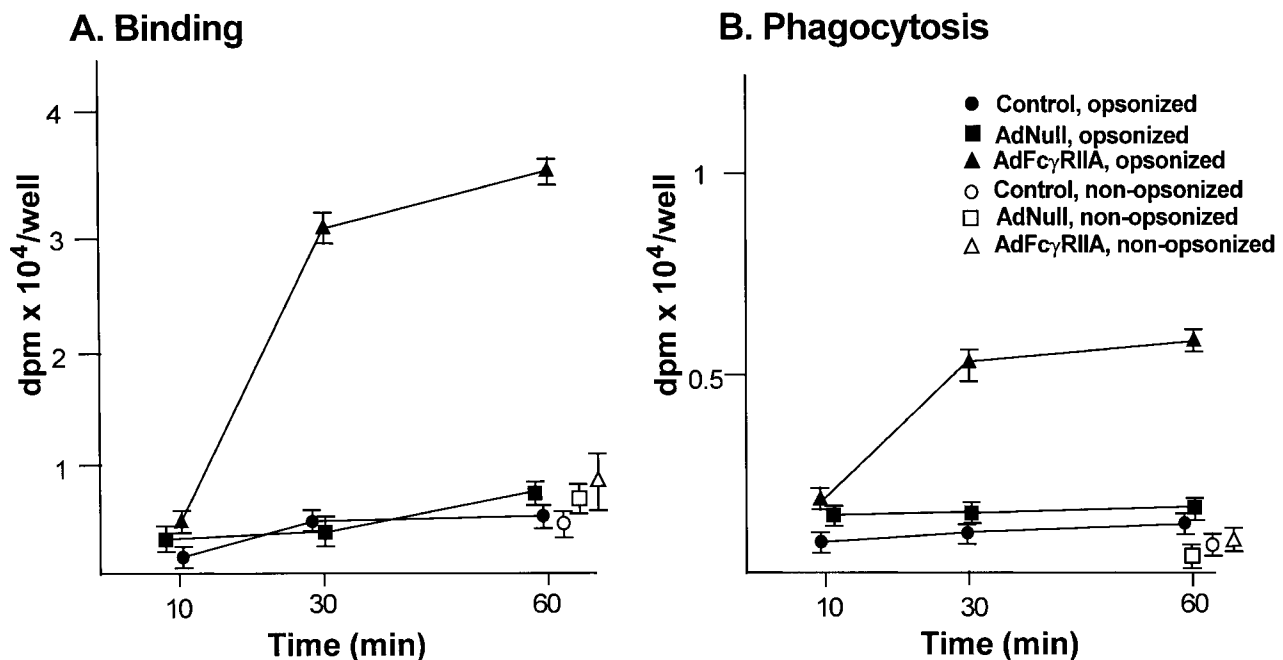 A. Binding
4
3
2
1
dpm x 10⁴/well
10 30 60
Time (min)
B. Phagocytosis
Control, opsonized
AdNull, opsonized
AdFcγRIIA, opsonized
Control, non-opsonized
AdNull, non-opsonized
AdFcγRIIA, non-opsonized
1
0.5
dpm x 10⁴/well
10 30 60
Time (min)